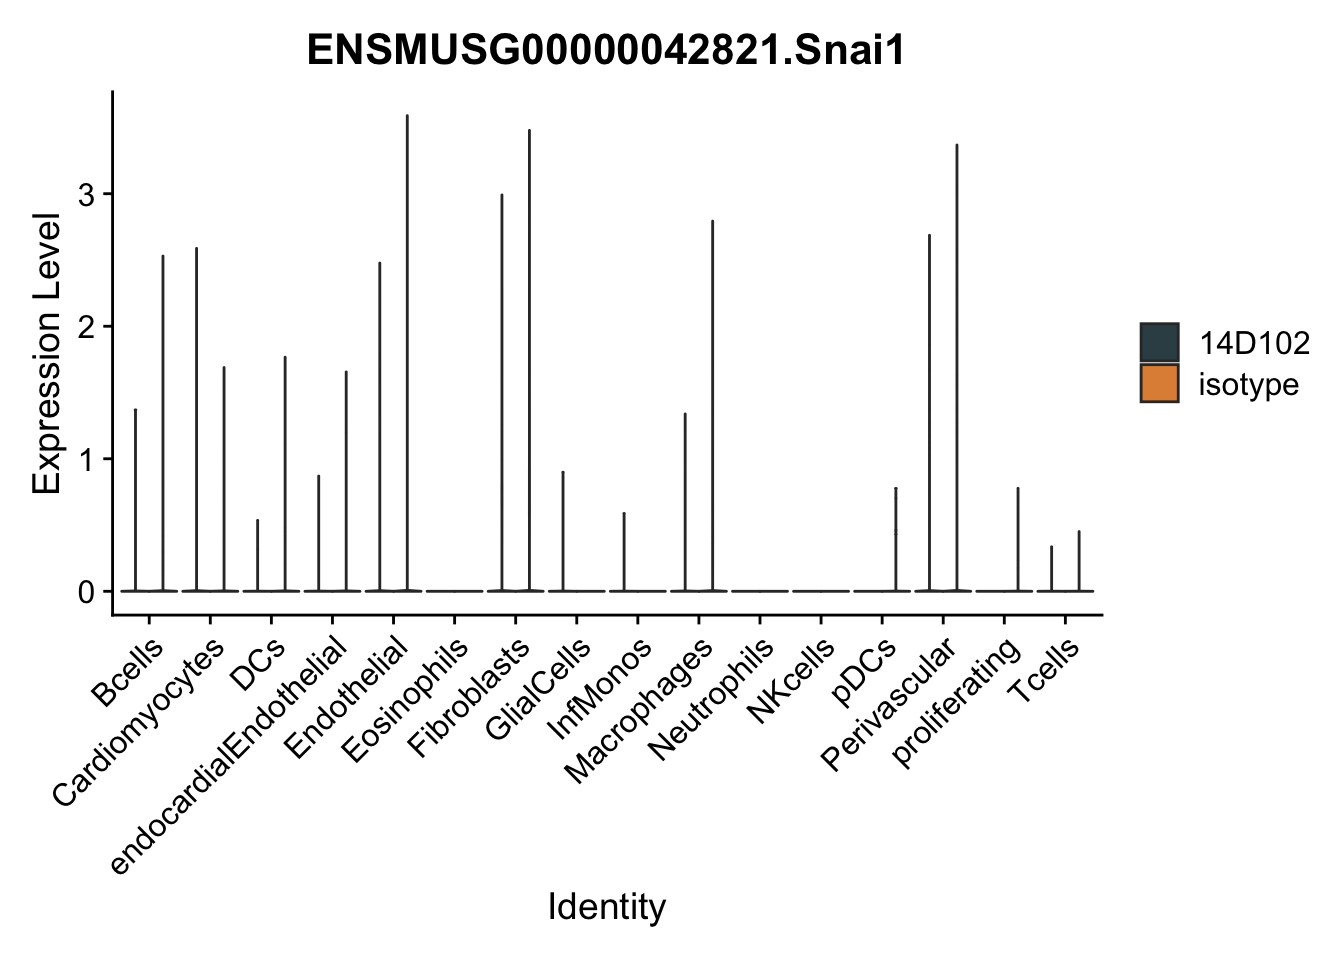 ENSMUSG00000042821.Snai1
Expression Level
3
2
1
0
Bcells
Cardiomyocytes
DCs
endocardialEndothelial
Endothelial
Eosinophils
Fibroblasts
GlialCells
InfMonos
Macrophages
Neutrophils
NKcells
pDCs
Perivascular
proliferating
Tcells
Identity
14D102
isotype